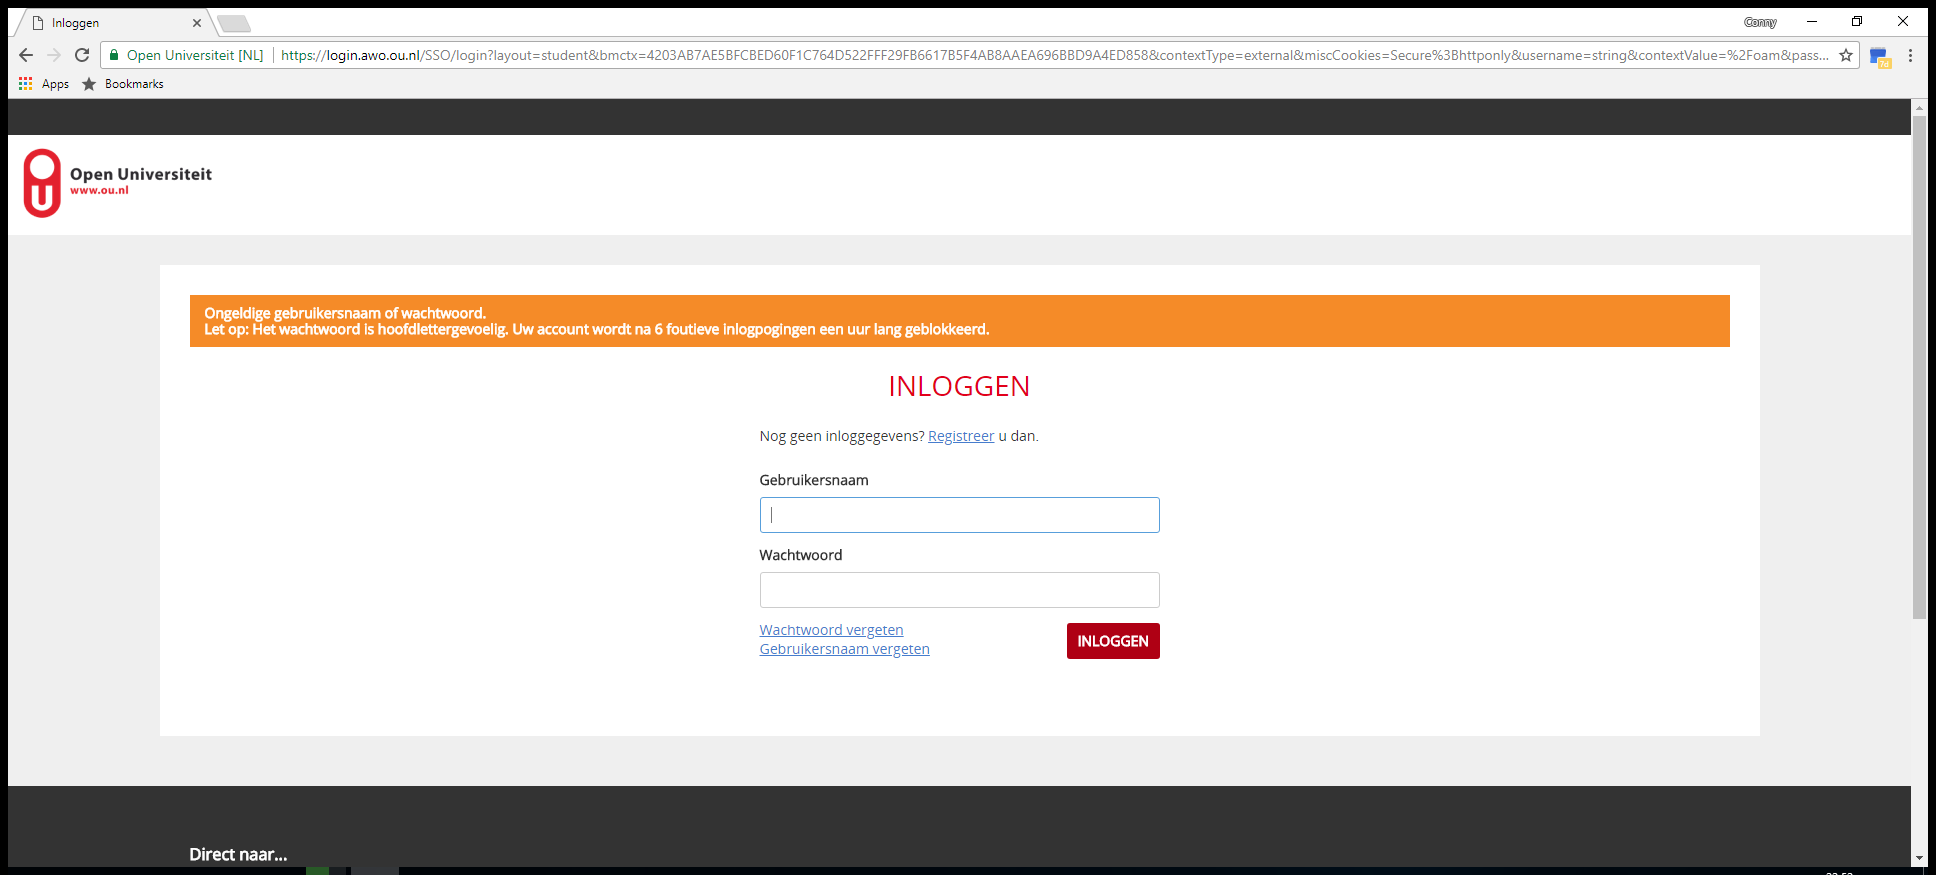 Inloggen
Conny
Open Universiteit [NL]
https://login.awo.ou.nl/SSO/login?layout=student&bmctx=4203AB7AE5BFCBED60F1C764D522FFF29FB6617B5F4AB8AAEA696BBD9A4ED858&contextType=external&miscCookies=Secure%3Bhttponly&username=string&contextValue=%2Foam&pass...
7d
Apps
Bookmarks
Open Universiteit
www.ou.nl
Ongeldige gebruikersnaam of wachtwoord.
Let op: Het wachtwoord is hoofdlettergevoelig. Uw account wordt na 6 foutieve inlogpogingen een uur lang geblokkeerd.
INLOGGEN
Nog geen inloggegevens? Registreer u dan.
Gebruikersnaam
Wachtwoord
Wachtwoord vergeten
Gebruikersnaam vergeten
INLOGGEN
Direct naar...